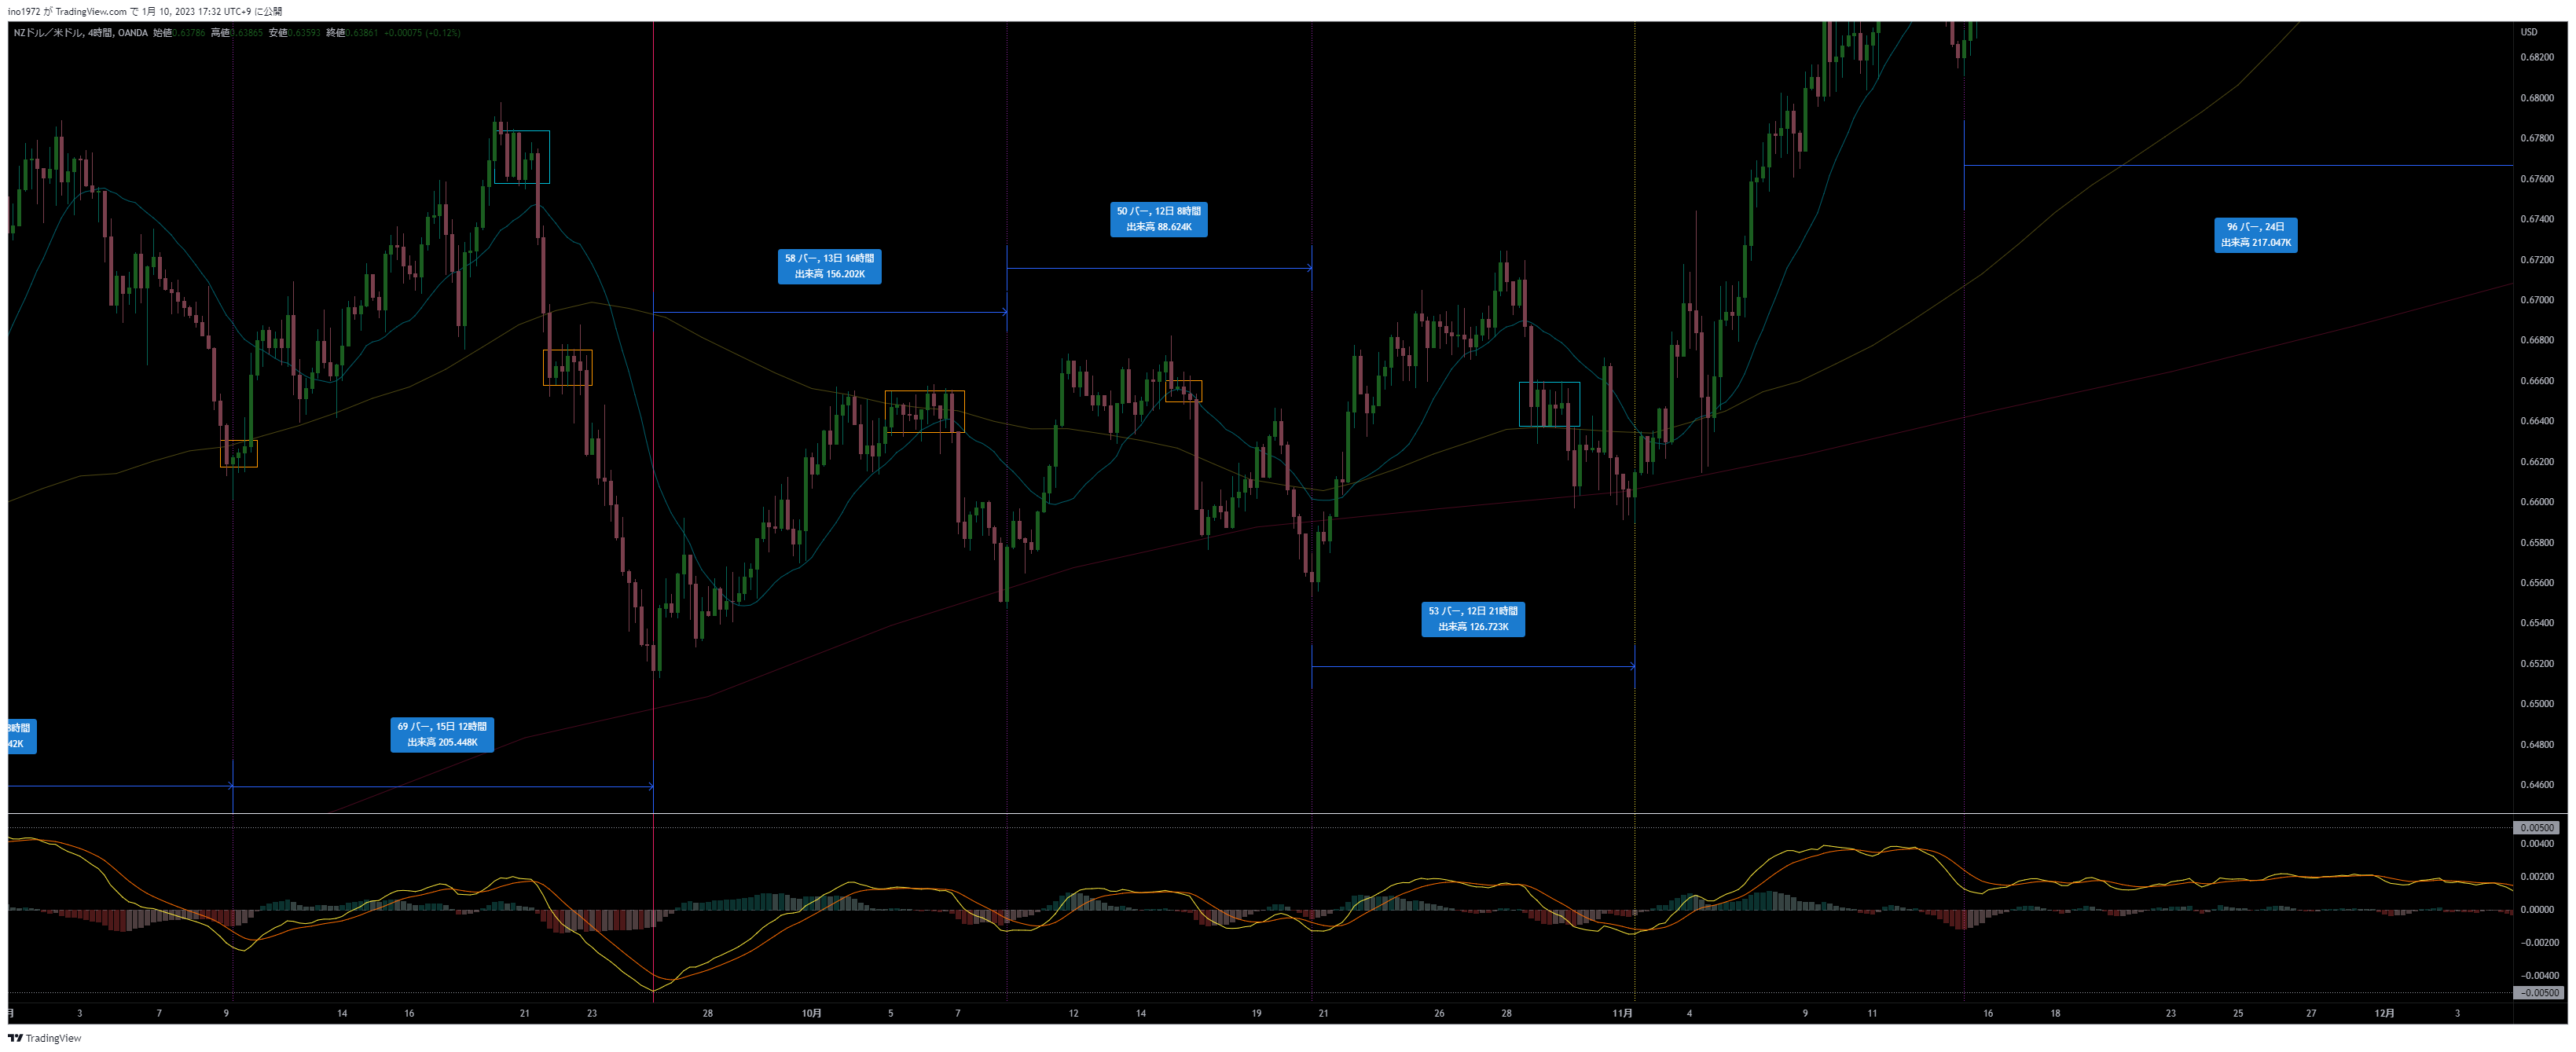 ino1972 が TradingView.com で 1月 10, 2023 17:32 UTC+9 に公開
NZドル／米ドル, 4時間, OANDA 始値0.63786 高値0.63865 安値0.63593 終値0.63861 +0.00075 (+0.12%)
USD
0.68200
0.68000
0.67800
0.67600
0.67400
0.67200
0.67000
0.66800
0.66600
0.66400
0.66200
0.66000
0.65800
0.65600
0.65400
0.65200
0.65000
0.64800
0.64600
50 バー, 12日 8時間
出来高 88.624K
96 バー, 24日
出来高 217.047K
58 バー, 13日 16時間
出来高 156.202K
53 バー, 12日 21時間
出来高 126.723K
69 バー, 15日 12時間
出来高 205.448K
8時間
42K
0.00500
0.00400
0.00200
0.00000
−0.00200
−0.00400
−0.00500
月 3 7 9 14 16 21 23 28 10月 5 7 12 14 19 21 26 28 11月 4 9 11 16 18 23 25 27 12月 3
TradingView